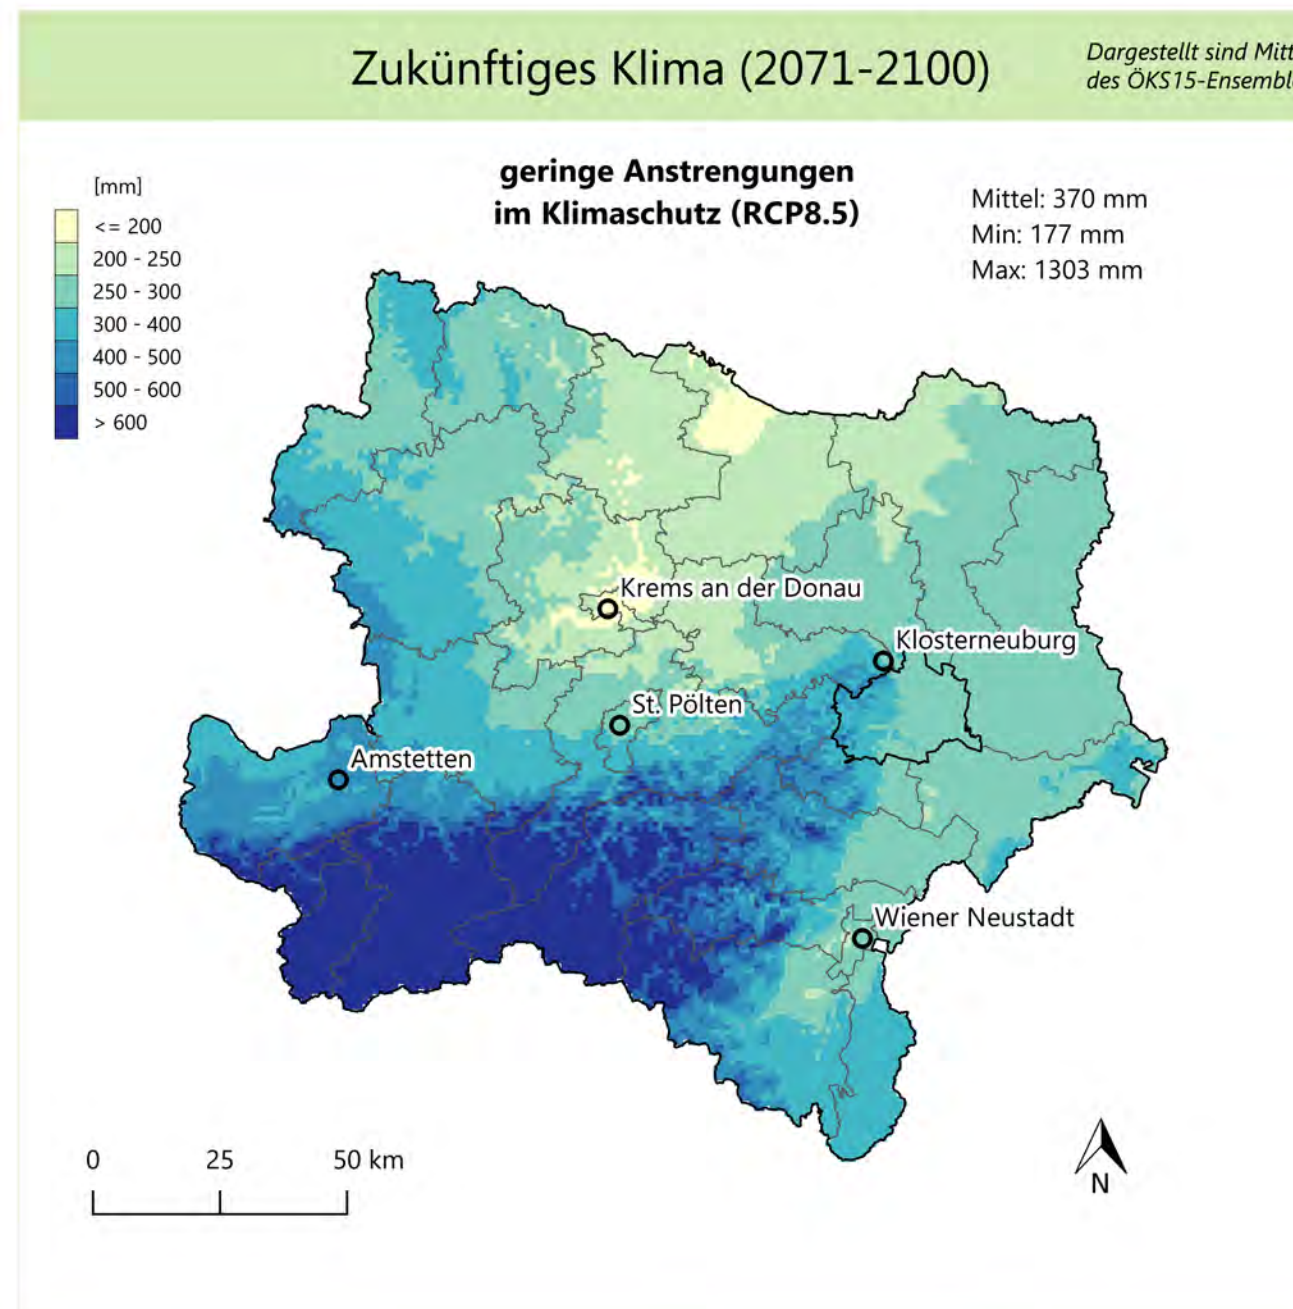 Zukünftiges Klima (2071-2100)
Dargestellt sind
des ÖKS15-
geringe Anstrengungen
im Klimaschutz (RCP8.5)
Mittel: 370 mm
Min: 177 mm
Max: 1303 mm
[mm]
<= 200
200 - 250
250 - 300
300 - 400
400 - 500
500 - 600
> 600
Krems an der Donau
Klosterneuburg
St. Pölten
Amstetten
Wiener Neustadt
0 25 50 km
N